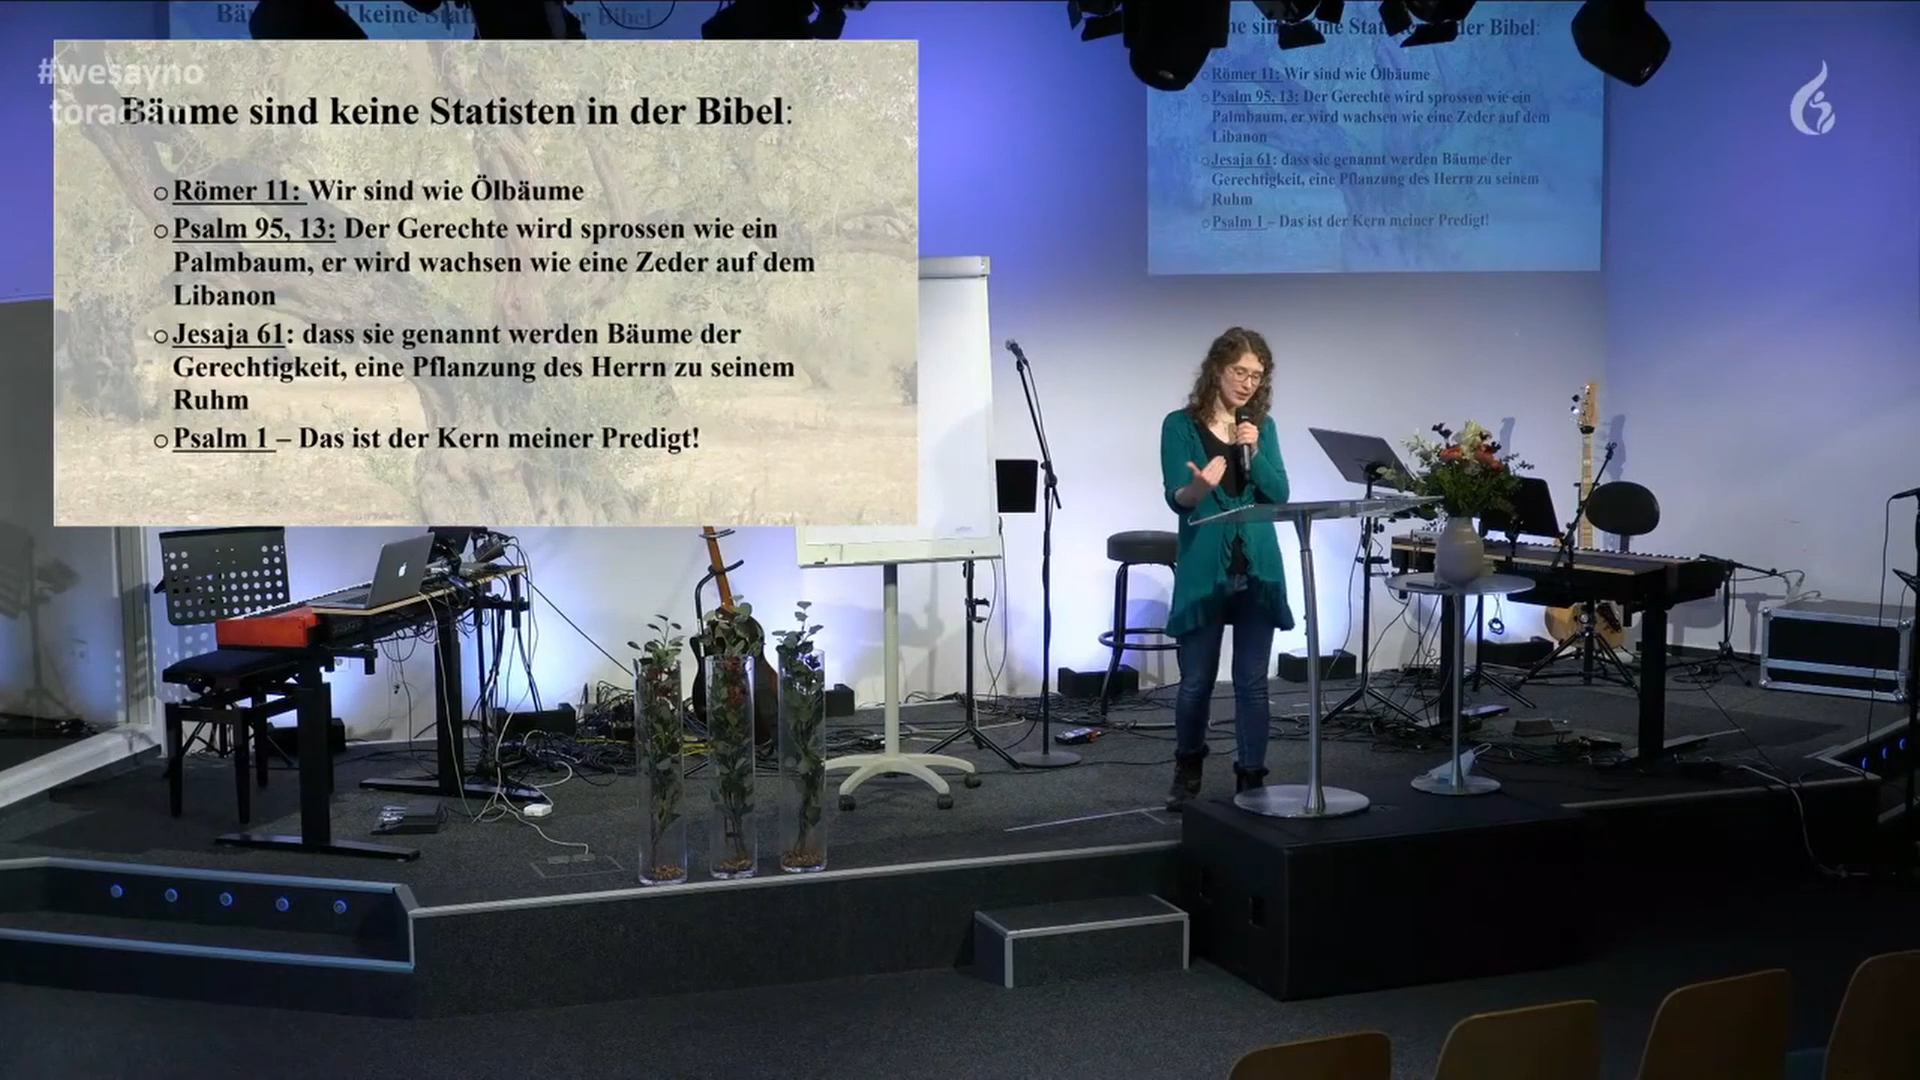 #wesayno
Bäume sind keine Statisten in der Bibel:
Römer 11: Wir sind wie Ölbäume
Psalm 95, 13: Der Gerechte wird sprossen wie ein
Palmbaum, er wird wachsen wie eine Zeder auf dem
Libanon
Jesaja 61: dass sie genannt werden Bäume der
Gerechtigkeit, eine Pflanzung des Herrn zu seinem
Ruhm
Psalm 1 – Das ist der Kern meiner Predigt!
der Bibel:
Römer 11: Wir sind wie Ölbäume
Psalm 95, 13: Der Gerechte wird sprossen wie ein
Palmbaum, er wird wachsen wie eine Zeder auf dem
Libanon
Jesaja 61: dass sie genannt werden Bäume der
Gerechtigkeit, eine Pflanzung des Herrn zu seinem
Ruhm
Psalm 1 – Das ist der Kern meiner Predigt!